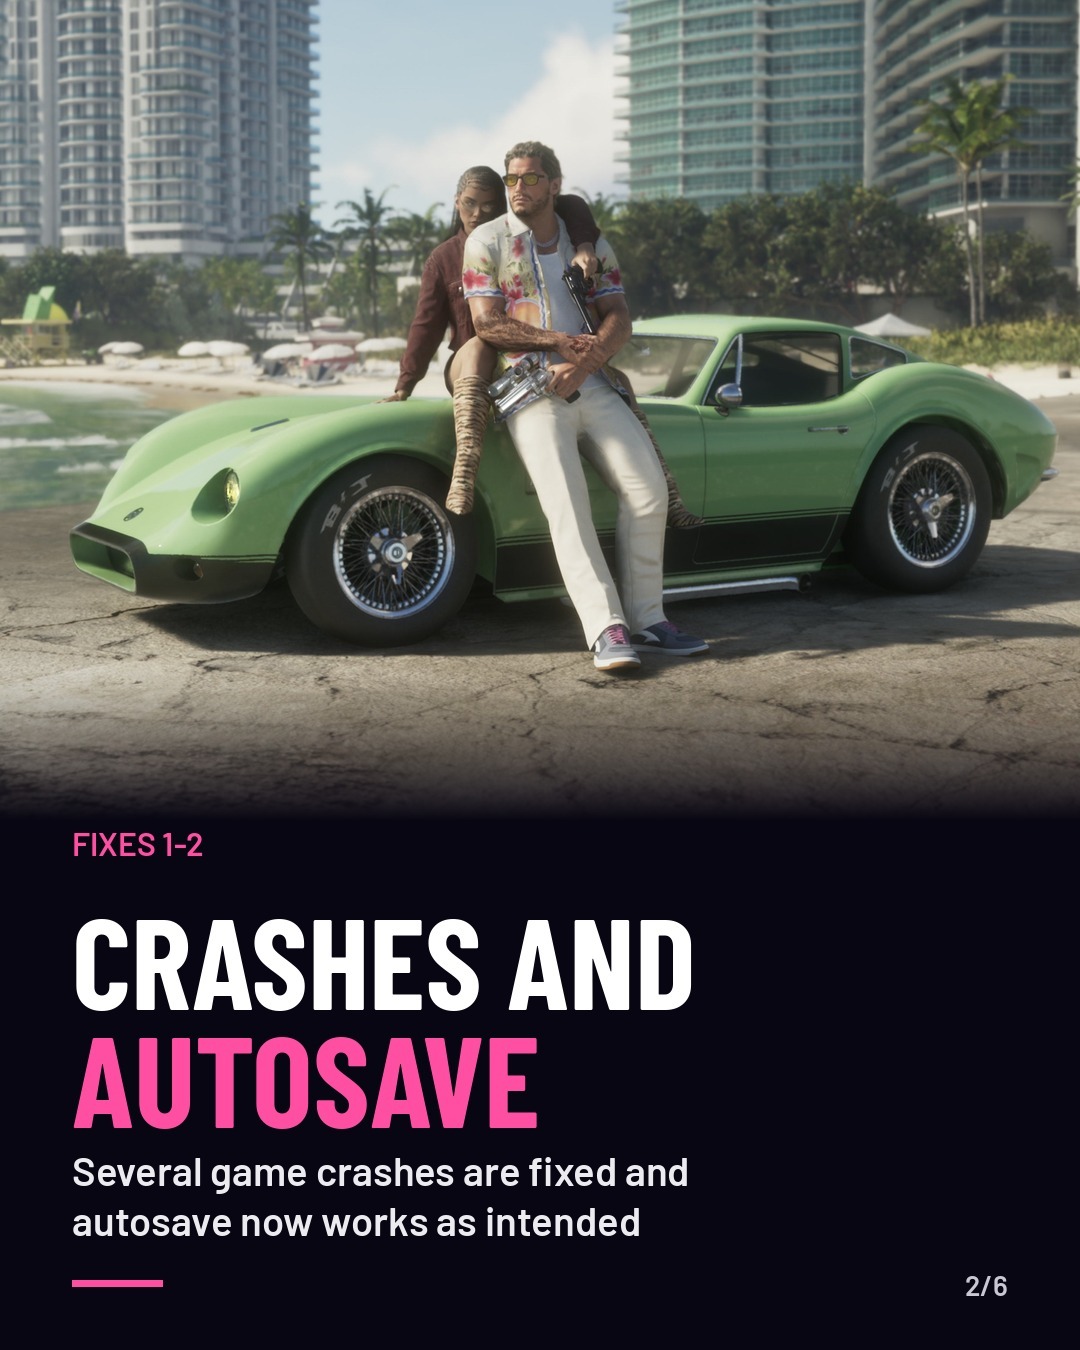 FIXES 1-2
CRASHES AND
AUTOSAVE
Several game crashes are fixed and
autosave now works as intended
2/6